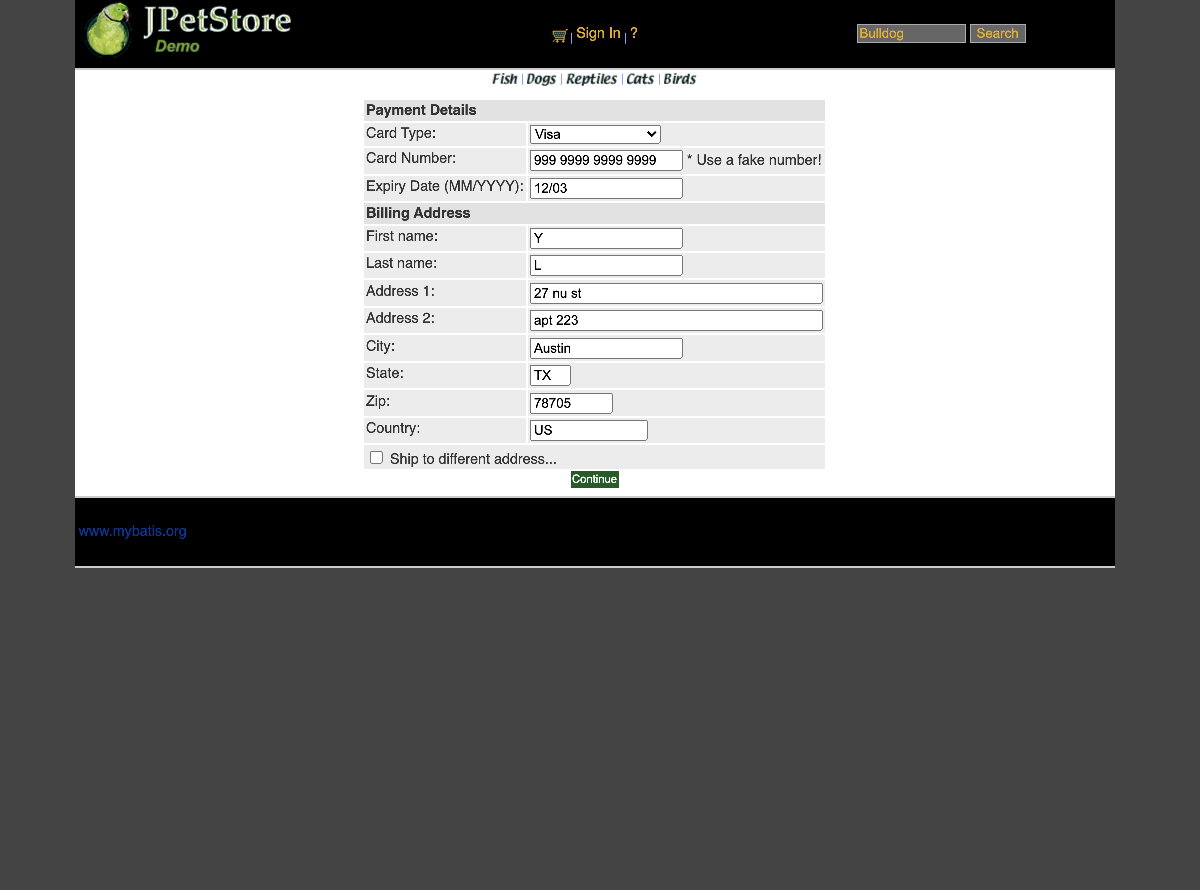 JPetStore
Demo
Sign In | ?
Bulldog Search
Fish | Dogs | Reptiles | Cats | Birds
Payment Details
Card Type: Visa
Card Number: 999 9999 9999 9999 * Use a fake number!
Expiry Date (MM/YYYY): 12/03
Billing Address
First name: Y
Last name: L
Address 1: 27 nu st
Address 2: apt 223
City: Austin
State: TX
Zip: 78705
Country: US
Ship to different address...
Continue
www.mybatis.org